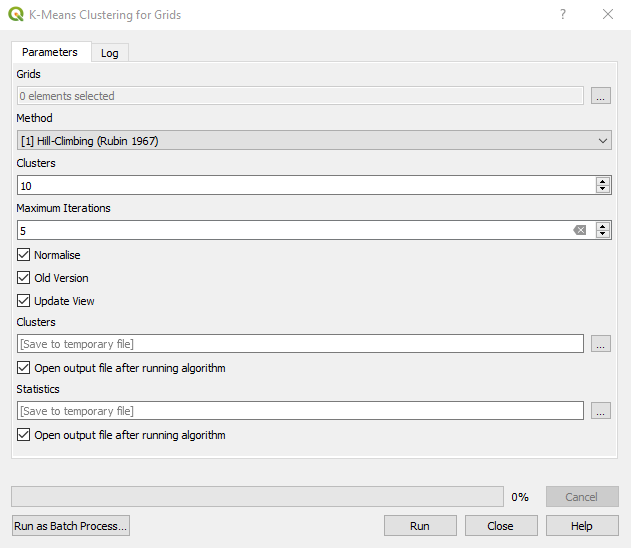 K-Means Clustering for Grids
Parameters
Log
Grids
0 elements selected
...
Method
[1] Hill-Climbing (Rubin 1967)
Clusters
10
Maximum Iterations
5
Normalise
Old Version
Update View
Clusters
[Save to temporary file]
...
Open output file after running algorithm
Statistics
[Save to temporary file]
...
Open output file after running algorithm
0%
Cancel
Run as Batch Process...
Run
Close
Help